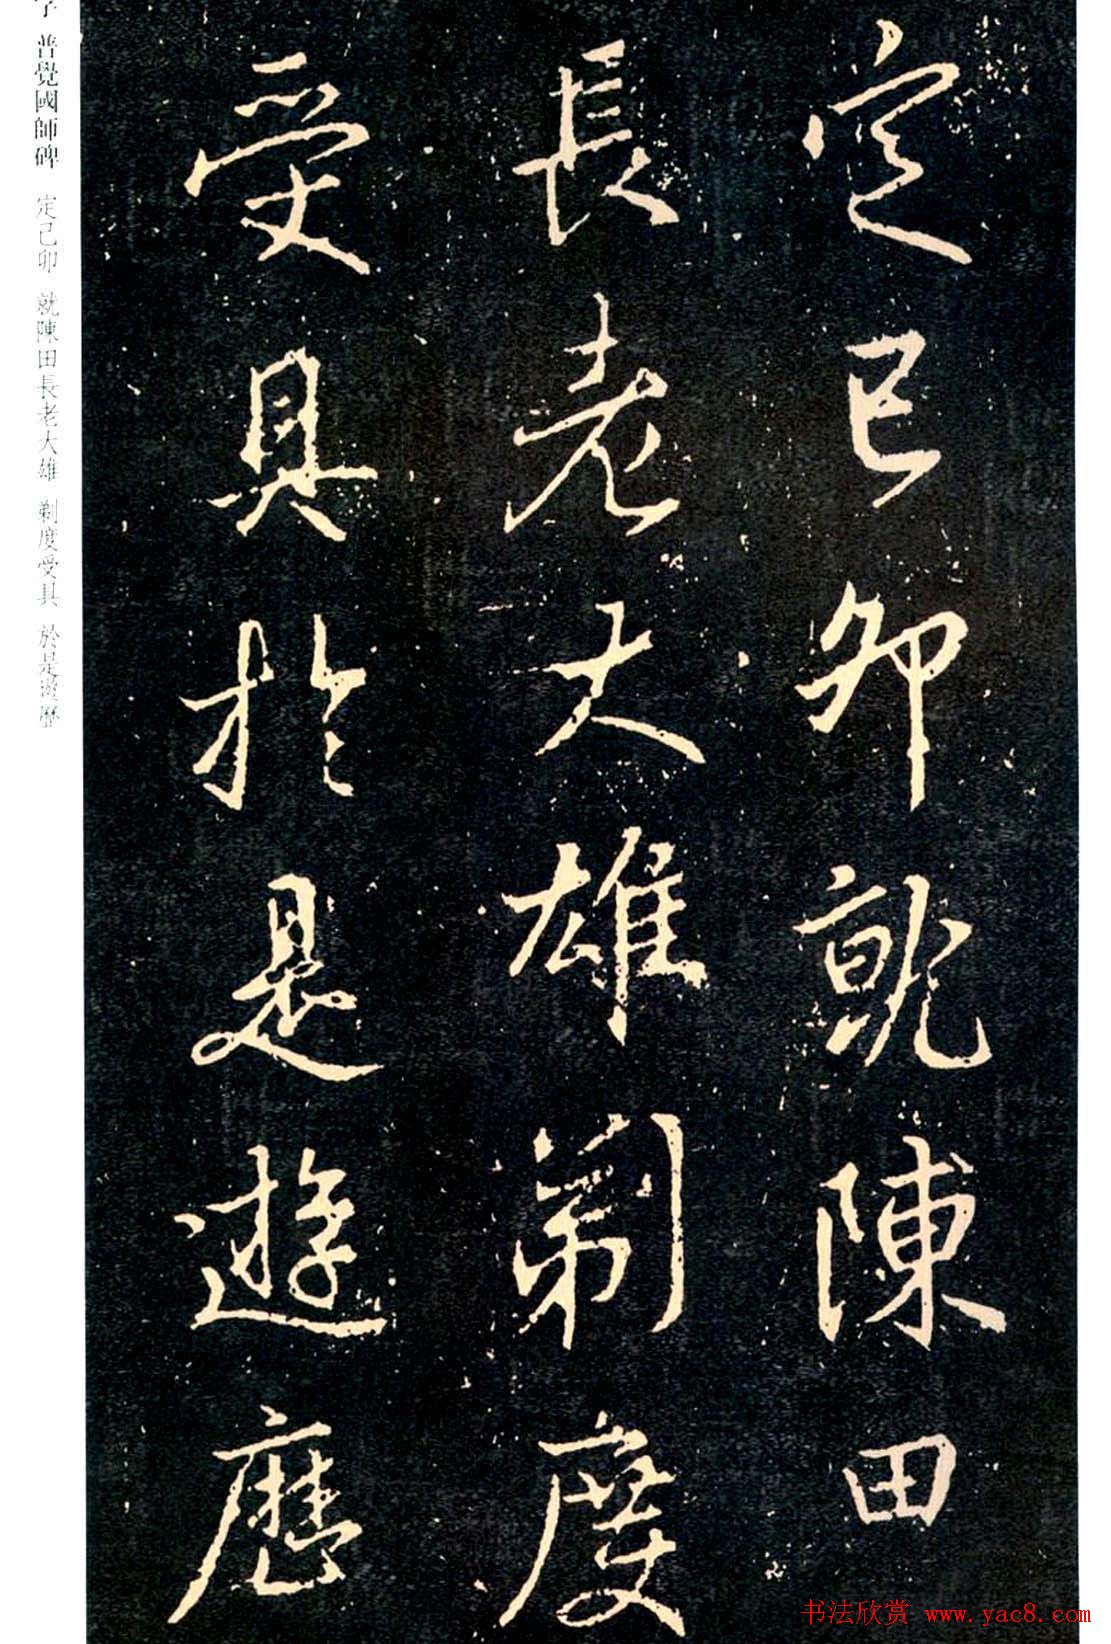 定己卯就陳田
長老大雄剃度
受具於是遊歷
普覺國師碑 定己卯 就陳田長老大雄 剃度受具 於是遊歷
书法欣赏 www.yac8.com